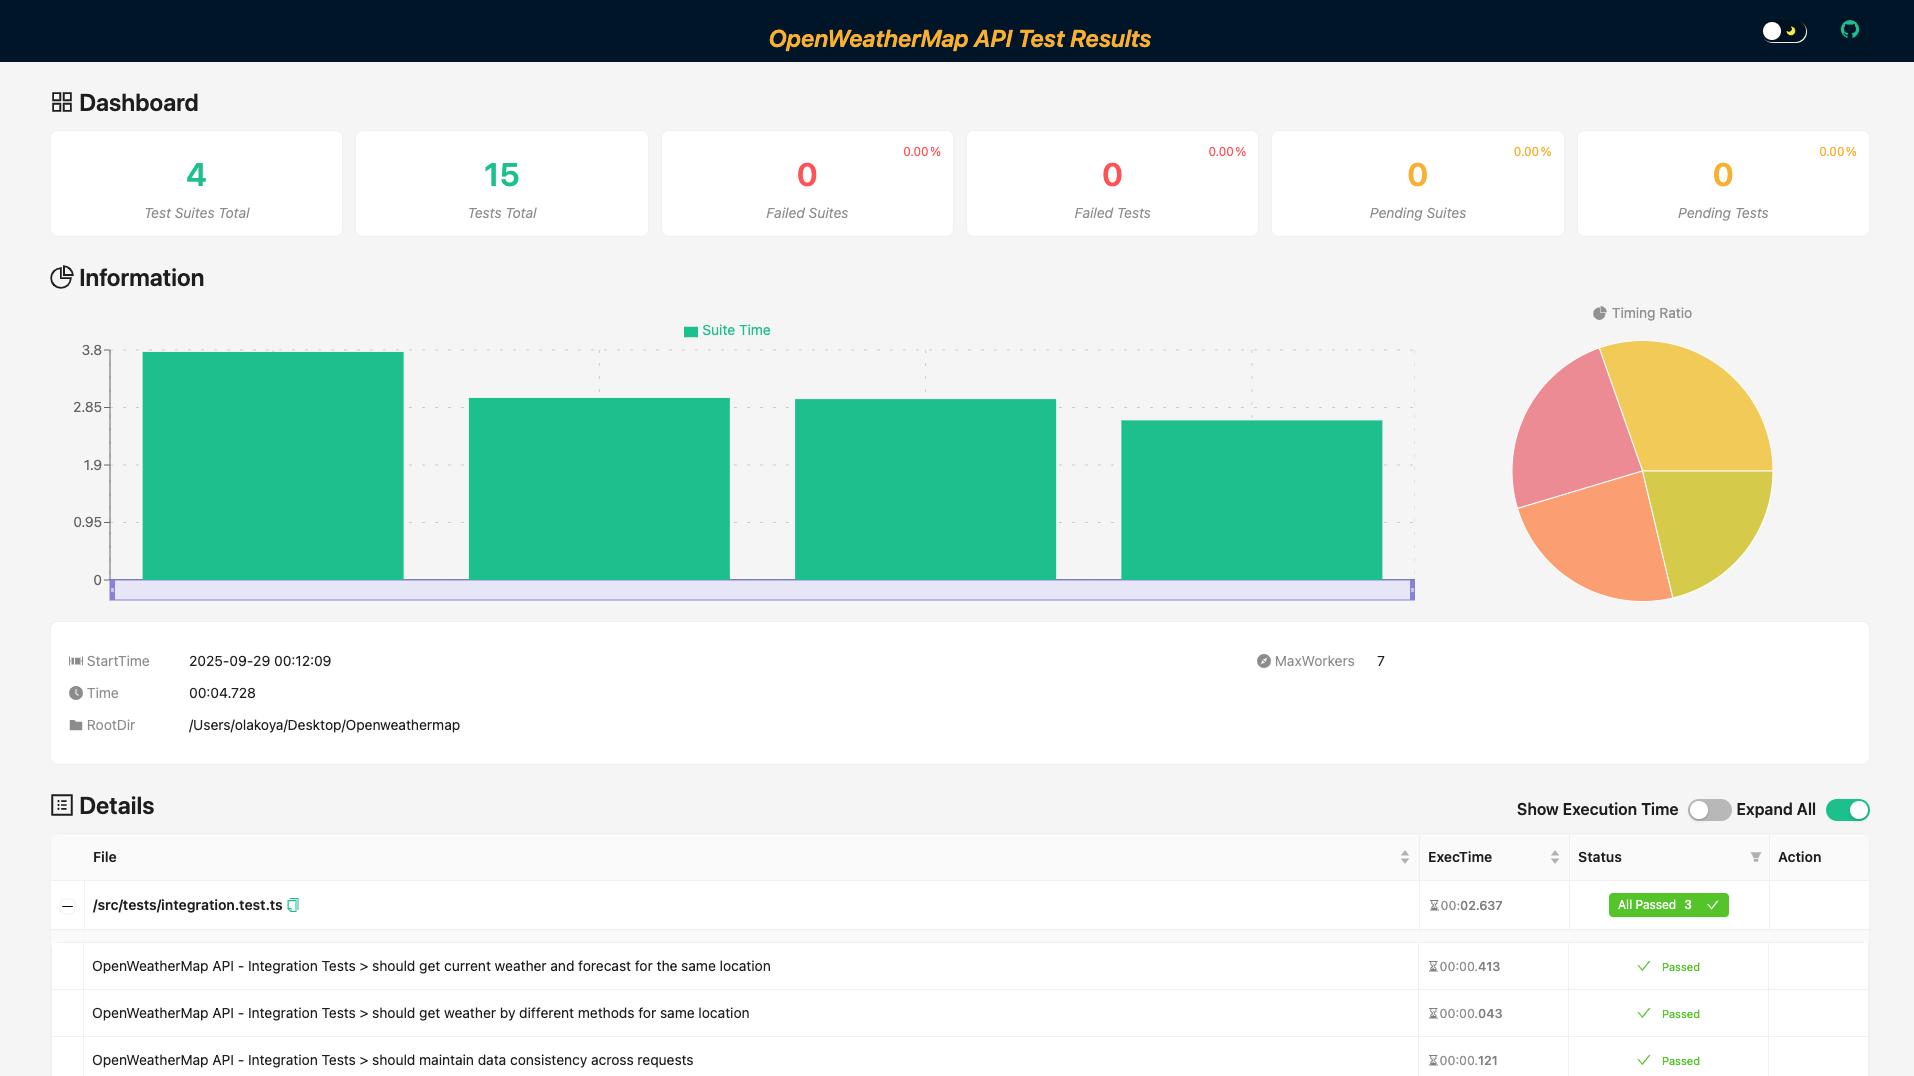 OpenWeatherMap API Test Results
Dashboard
4
Test Suites Total
15
Tests Total
0.00%
0
Failed Suites
0.00%
0
Failed Tests
0.00%
0
Pending Suites
0.00%
0
Pending Tests
Information
Suite Time
3.8
2.85
1.9
0.95
0
Timing Ratio
StartTime 2025-09-29 00:12:09
MaxWorkers 7
Time 00:04.728
RootDir /Users/olakoya/Desktop/Openweathermap
Details
Show Execution Time Expand All
File ExecTime Status Action
/src/tests/integration.test.ts 00:02.637 All Passed 3
OpenWeatherMap API - Integration Tests > should get current weather and forecast for the same location 00:00.413 Passed
OpenWeatherMap API - Integration Tests > should get weather by different methods for same location 00:00.043 Passed
OpenWeatherMap API - Integration Tests > should maintain data consistency across requests 00:00.121 Passed